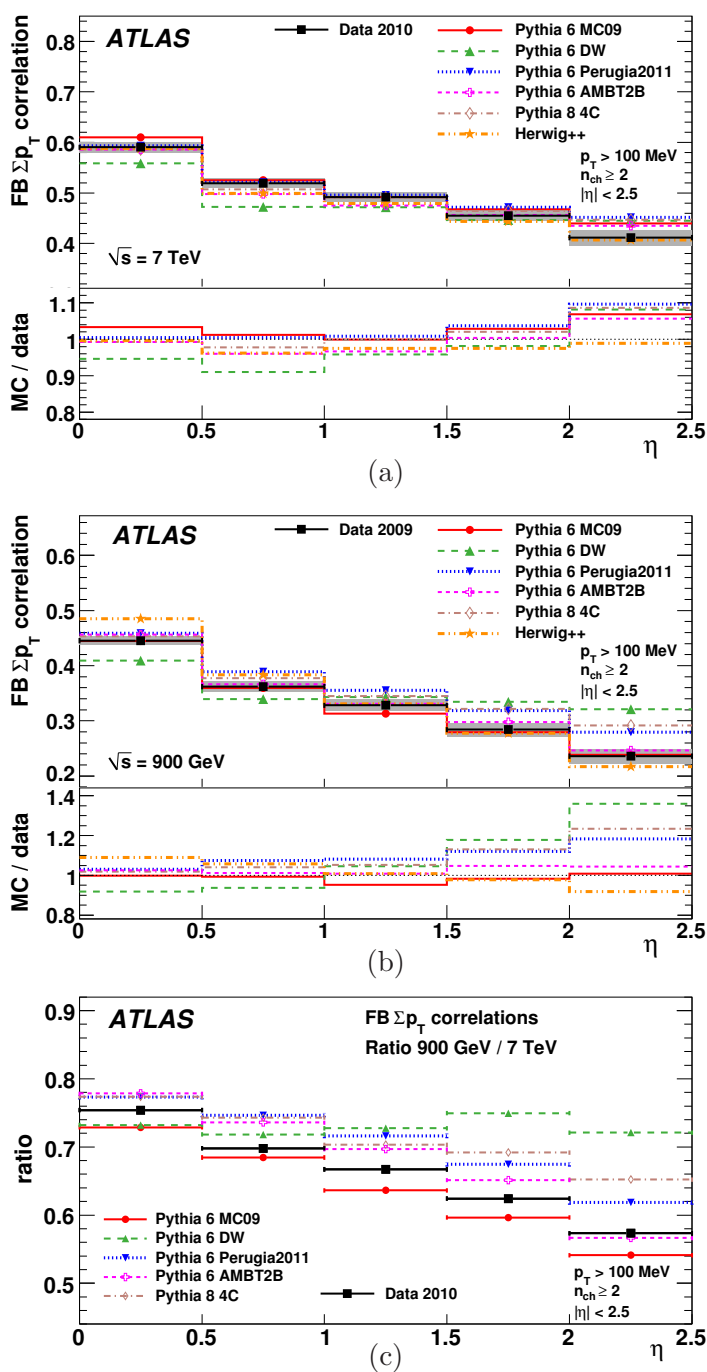 ATLAS
Data 2010
Pythia 6 MC09
Pythia 6 DW
Pythia 6 Perugia2011
Pythia 6 AMBT2B
Pythia 8 4C
Herwig++
p_T > 100 MeV
n_ch ≥ 2
|η| < 2.5
√s = 7 TeV
FB Σp_T correlation
0.8
0.7
0.6
0.5
0.4
MC / data
1.1
1
0.9
0.8
0 0.5 1 1.5 2 2.5
η
(a)
ATLAS
Data 2009
Pythia 6 MC09
Pythia 6 DW
Pythia 6 Perugia2011
Pythia 6 AMBT2B
Pythia 8 4C
Herwig++
p_T > 100 MeV
n_ch ≥ 2
|η| < 2.5
√s = 900 GeV
FB Σp_T correlation
0.6
0.5
0.4
0.3
0.2
MC / data
1.4
1.2
1
0.8
0 0.5 1 1.5 2 2.5
η
(b)
ATLAS
FB Σp_T correlations
Ratio 900 GeV / 7 TeV
ratio
0.9
0.8
0.7
0.6
0.5
Pythia 6 MC09
Pythia 6 DW
Pythia 6 Perugia2011
Pythia 6 AMBT2B
Pythia 8 4C
Data 2010
p_T > 100 MeV
n_ch ≥ 2
|η| < 2.5
0 0.5 1 1.5 2 2.5
η
(c)